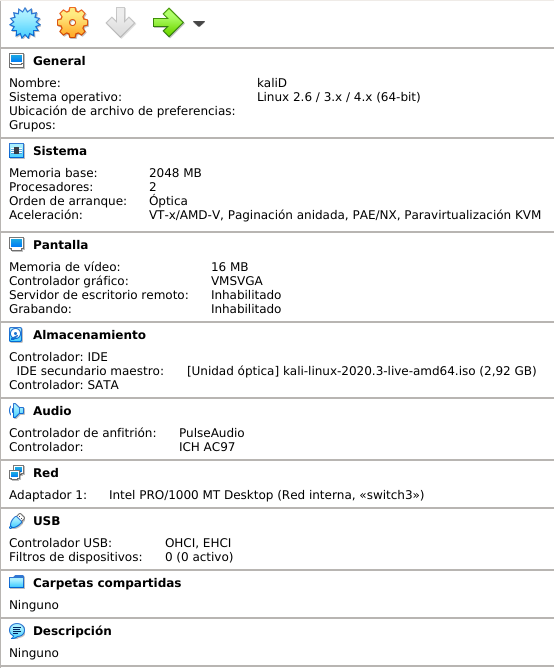 General
Nombre: kaliD
Sistema operativo: Linux 2.6 / 3.x / 4.x (64-bit)
Ubicación de archivo de preferencias:
Grupos:
Sistema
Memoria base: 2048 MB
Procesadores: 2
Orden de arranque: Óptica
Aceleración: VT-x/AMD-V, Paginación anidada, PAE/NX, Paravirtualización KVM
Pantalla
Memoria de vídeo: 16 MB
Controlador gráfico: VMSVGA
Servidor de escritorio remoto: Inhabilitado
Grabando: Inhabilitado
Almacenamiento
Controlador: IDE
IDE secundario maestro: [Unidad óptica] kali-linux-2020.3-live-amd64.iso (2,92 GB)
Controlador: SATA
Audio
Controlador de anfitrión: PulseAudio
Controlador: ICH AC97
Red
Adaptador 1: Intel PRO/1000 MT Desktop (Red interna, «switch3»)
USB
Controlador USB: OHCI, EHCI
Filtros de dispositivos: 0 (0 activo)
Carpetas compartidas
Ninguno
Descripción
Ninguno